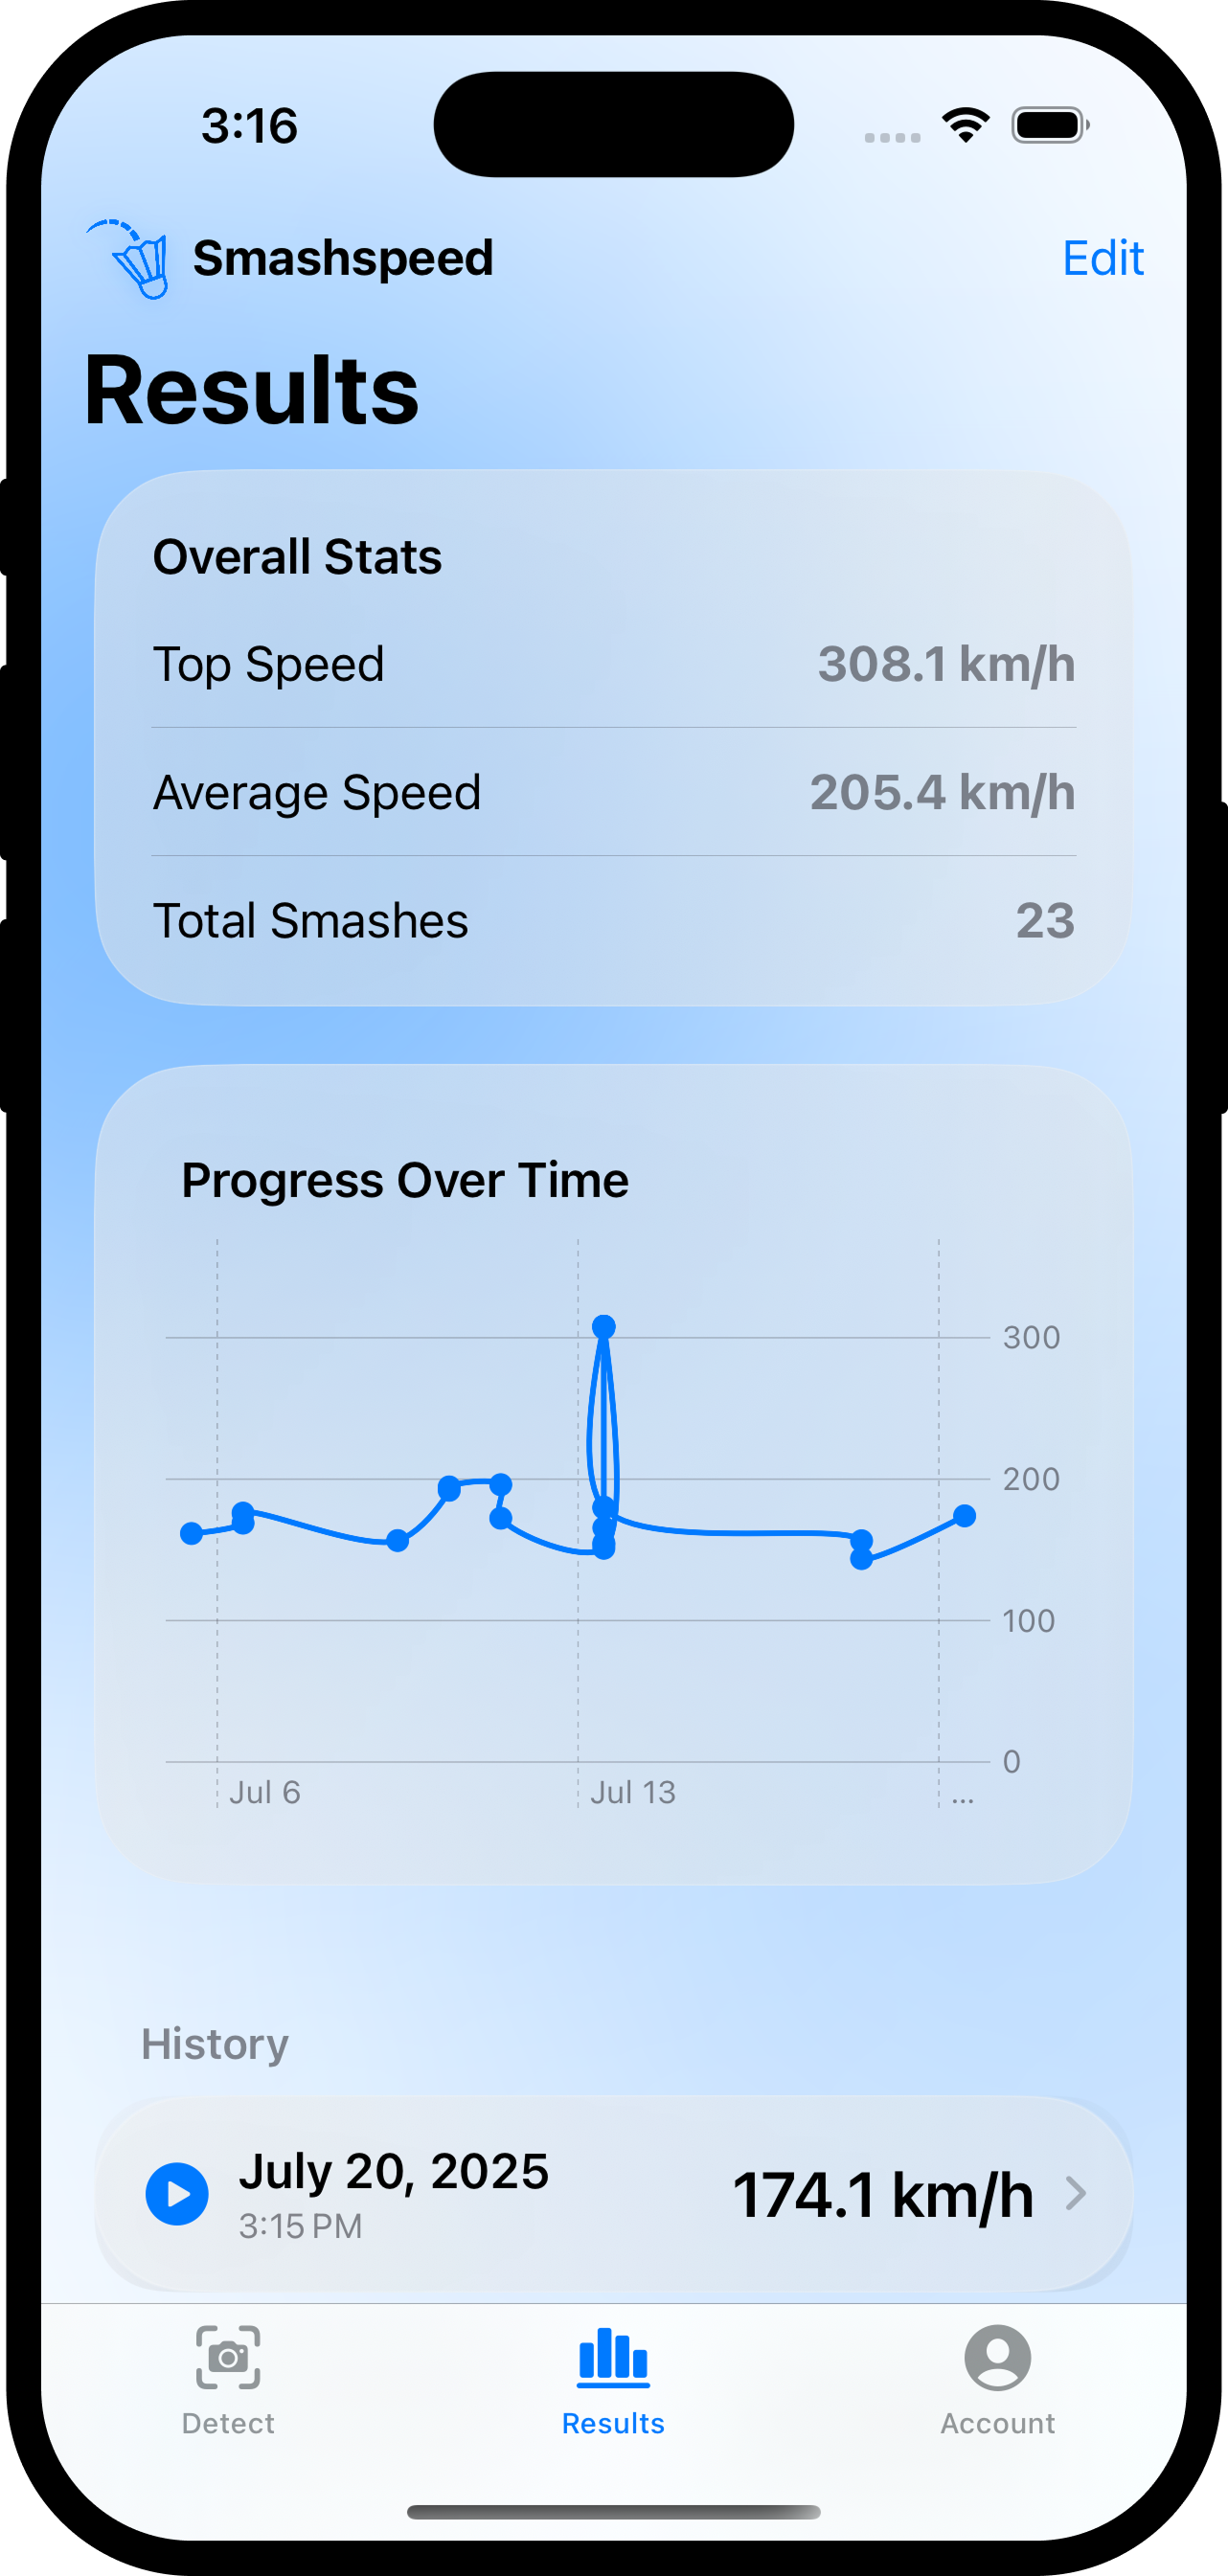 3:16
Smashspeed
Edit
Results
Overall Stats
Top Speed 308.1 km/h
Average Speed 205.4 km/h
Total Smashes 23
Progress Over Time
300
200
100
0
Jul 6 Jul 13 ...
History
July 20, 2025
3:15 PM
174.1 km/h
Detect Results Account